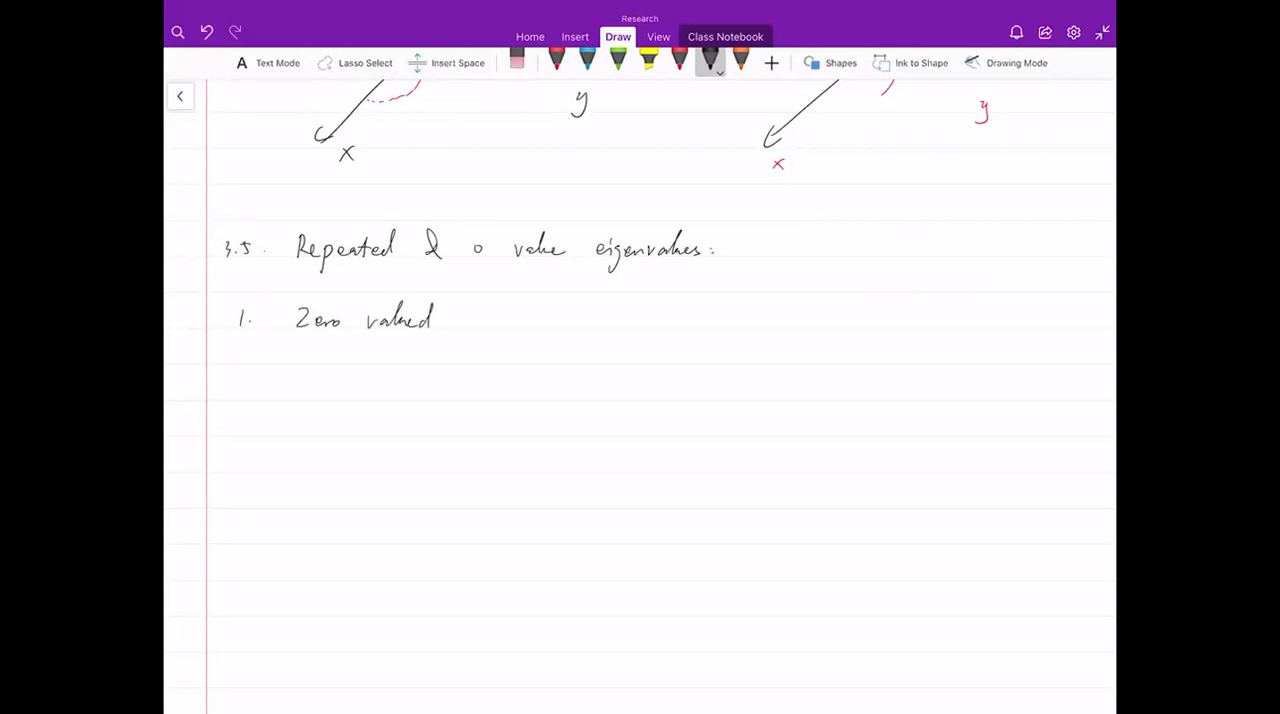 Research
Home Insert Draw View Class Notebook
A Text Mode Lasso Select Insert Space Shapes Ink to Shape Drawing Mode
y y
x x
3.5. Repeated & 0 value eigenvalues:
1. Zero valued